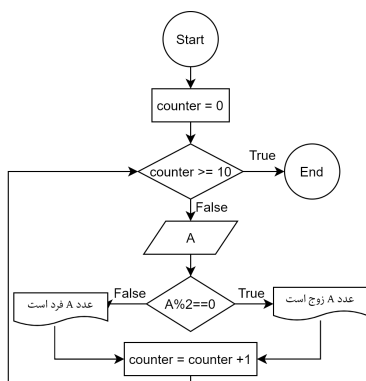 Start
counter = 0
counter >= 10
True
End
False
A
False
A%2==0
True
عدد A فرد است
عدد A زوج است
counter = counter +1